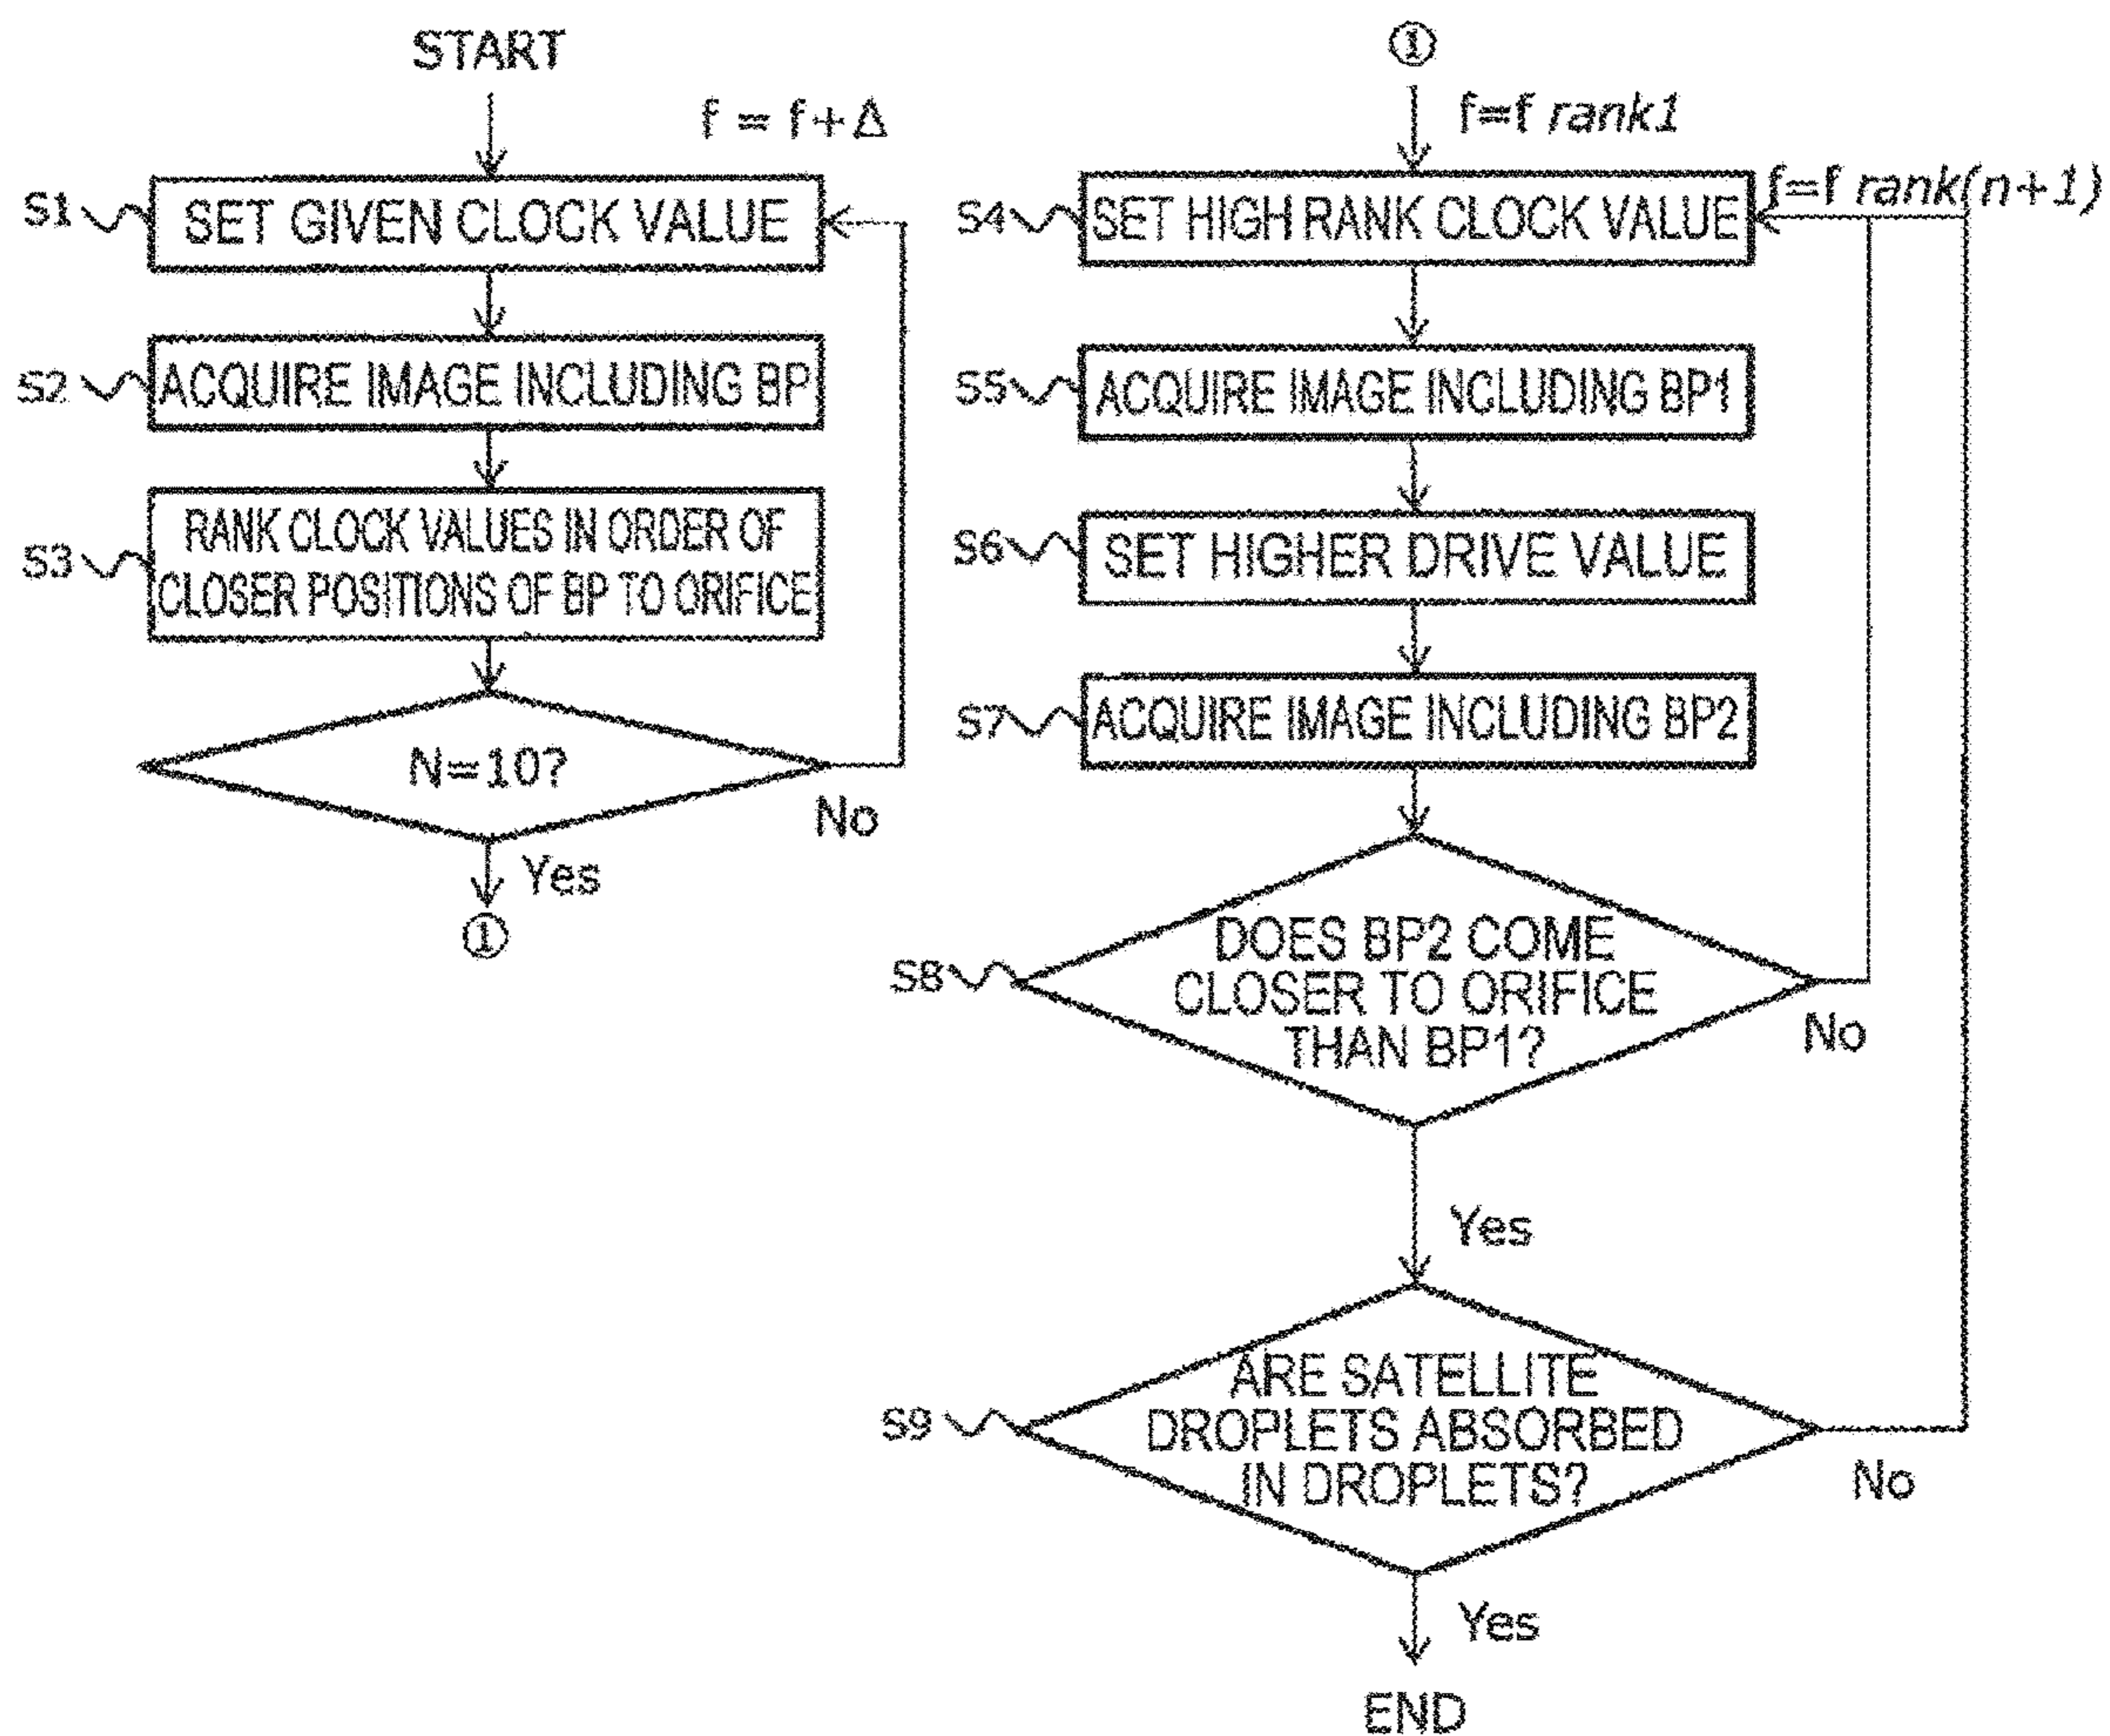 START
f = f+Δ
S1
SET GIVEN CLOCK VALUE
S2
ACQUIRE IMAGE INCLUDING BP
S3
RANK CLOCK VALUES IN ORDER OF
CLOSER POSITIONS OF BP TO ORIFICE
N=10?
No
Yes
①
①
f=f rank1
f=f rank(n+1)
S4
SET HIGH RANK CLOCK VALUE
S5
ACQUIRE IMAGE INCLUDING BP1
S6
SET HIGHER DRIVE VALUE
S7
ACQUIRE IMAGE INCLUDING BP2
S8
DOES BP2 COME
CLOSER TO ORIFICE
THAN BP1?
No
Yes
S9
ARE SATELLITE
DROPLETS ABSORBED
IN DROPLETS?
No
Yes
END